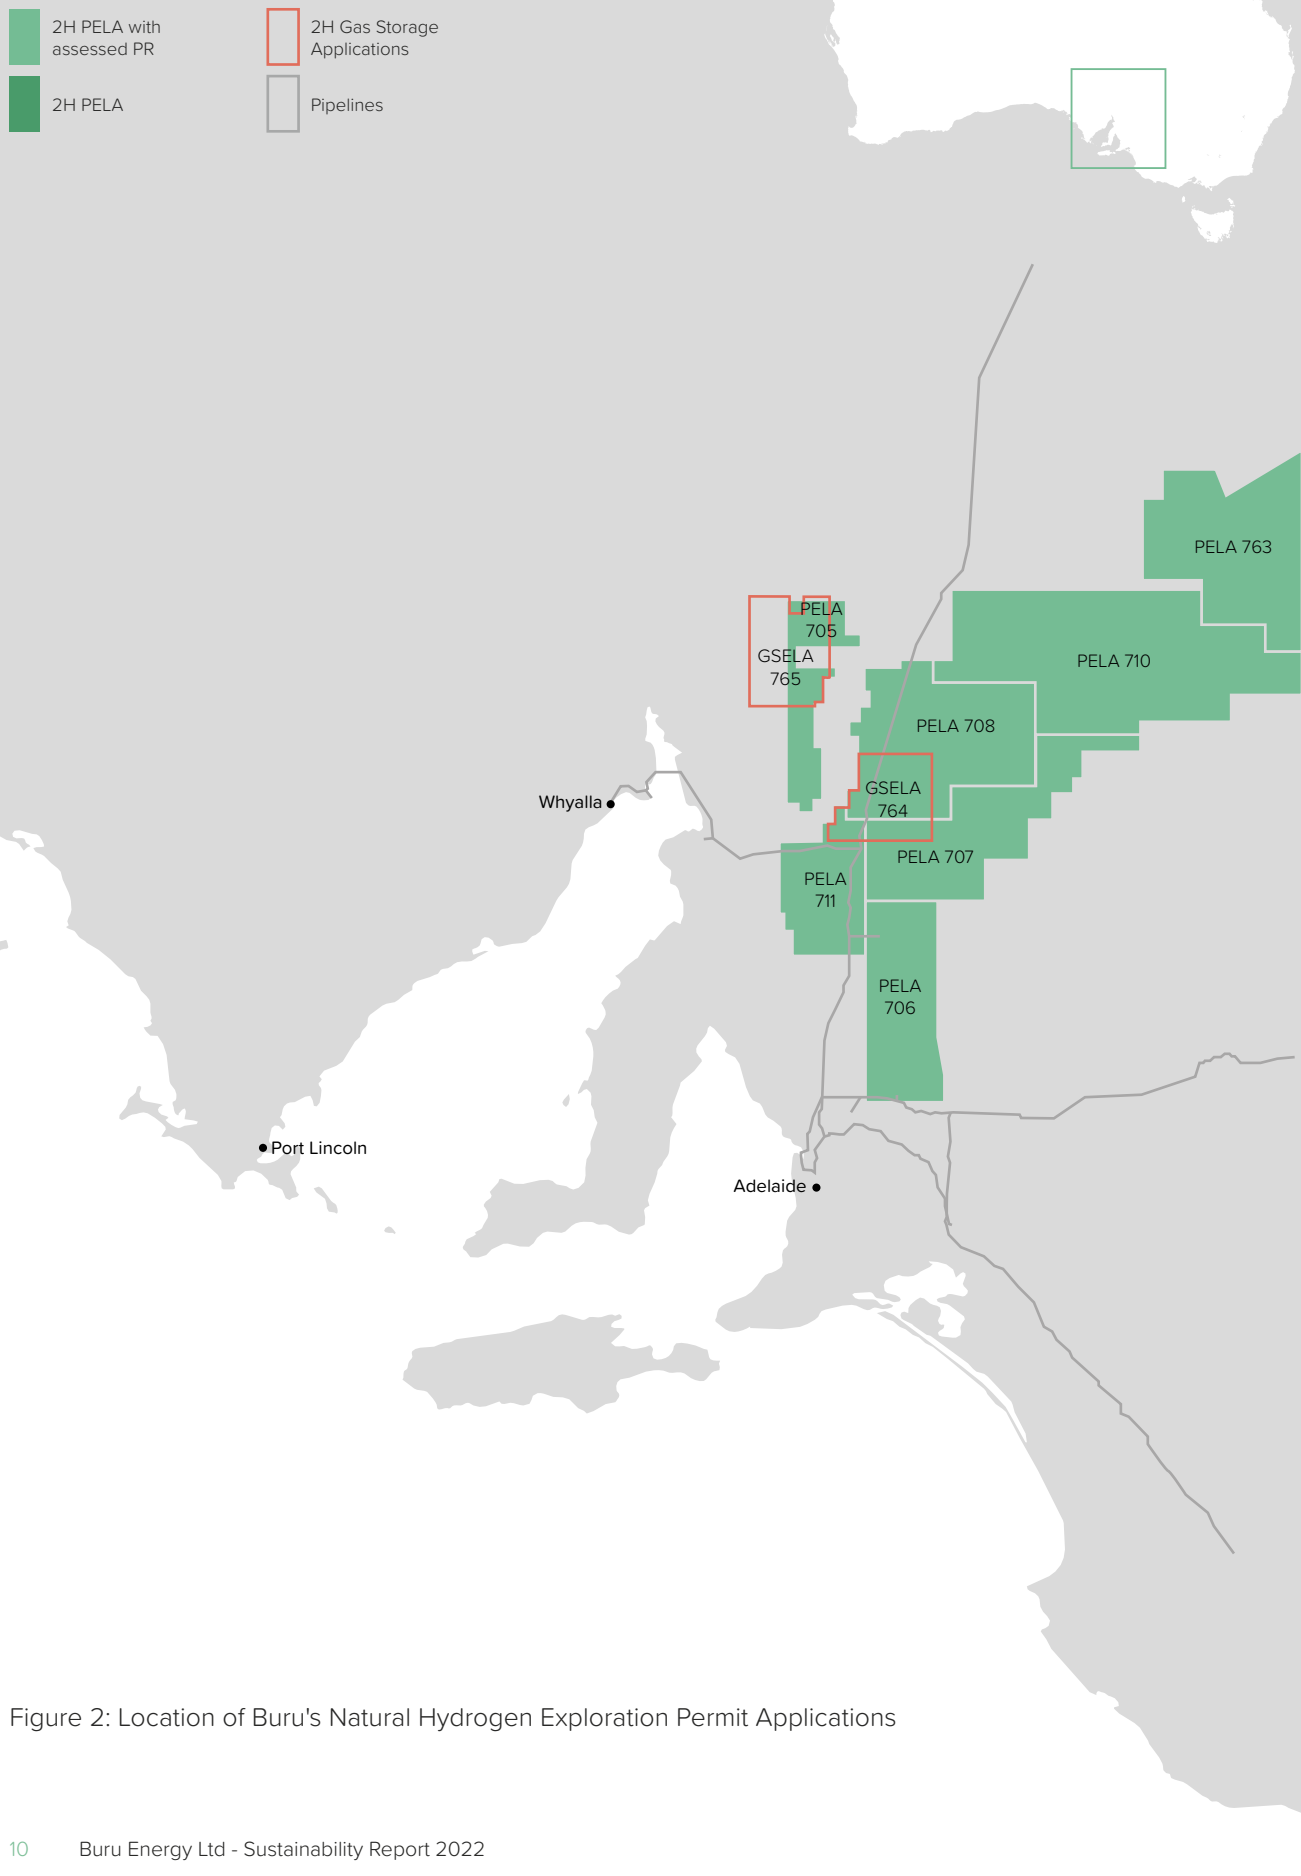 2H PELA with
assessed PR
2H PELA
2H Gas Storage
Applications
Pipelines
PELA 763
PELA
705
GSELA
765
PELA 710
PELA 708
GSELA
764
Whyalla
PELA 707
PELA
711
PELA
706
Port Lincoln
Adelaide
Figure 2: Location of Buru's Natural Hydrogen Exploration Permit Applications
10 Buru Energy Ltd - Sustainability Report 2022